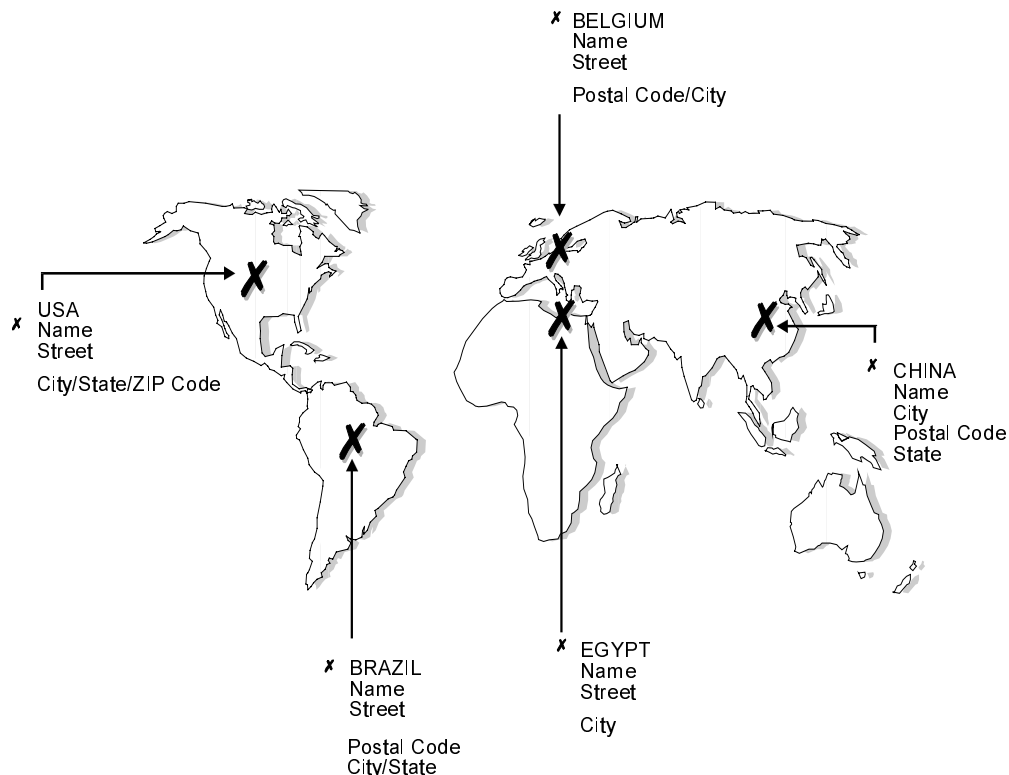 ✗ BELGIUM
Name
Street
Postal Code/City
✗ USA
Name
Street
City/State/ZIP Code
✗ CHINA
Name
City
Postal Code
State
✗ BRAZIL
Name
Street
Postal Code
City/State
✗ EGYPT
Name
Street
City